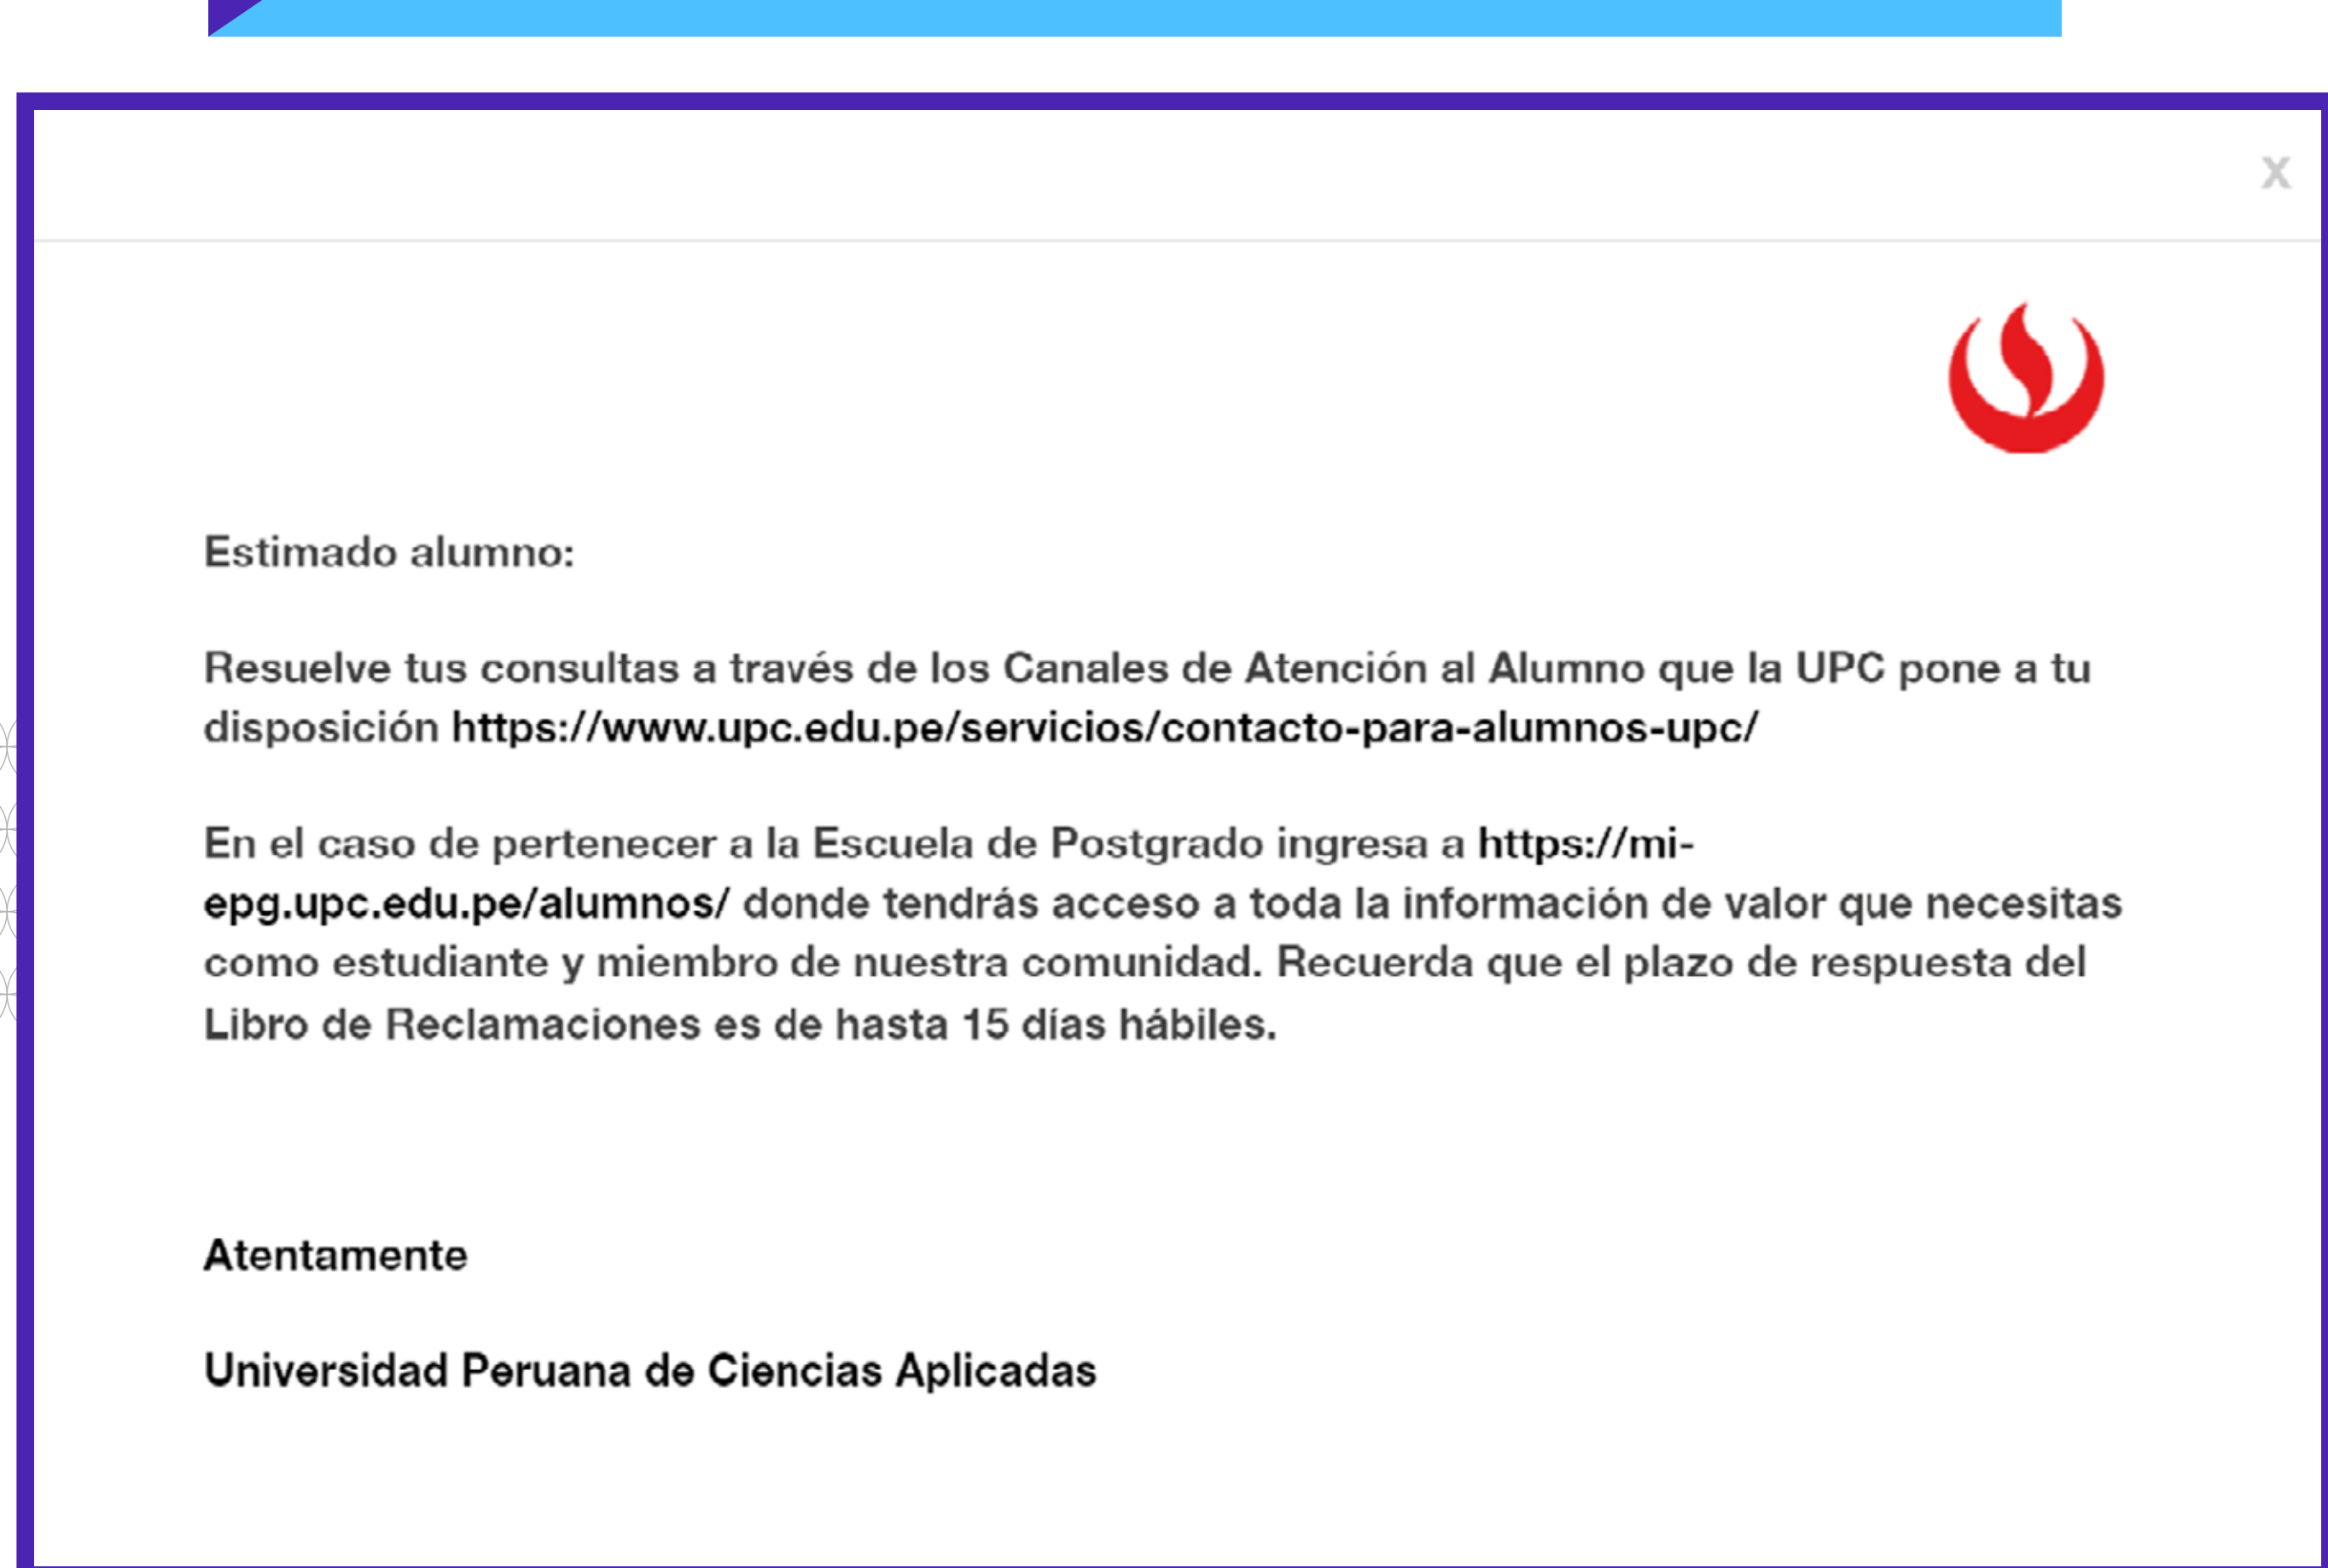 x
Estimado alumno:
Resuelve tus consultas a través de los Canales de Atención al Alumno que la UPC pone a tu
disposición https://www.upc.edu.pe/servicios/contacto-para-alumnos-upc/
En el caso de pertenecer a la Escuela de Postgrado ingresa a https://mi-
epg.upc.edu.pe/alumnos/ donde tendrás acceso a toda la información de valor que necesitas
como estudiante y miembro de nuestra comunidad. Recuerda que el plazo de respuesta del
Libro de Reclamaciones es de hasta 15 días hábiles.
Atentamente
Universidad Peruana de Ciencias Aplicadas